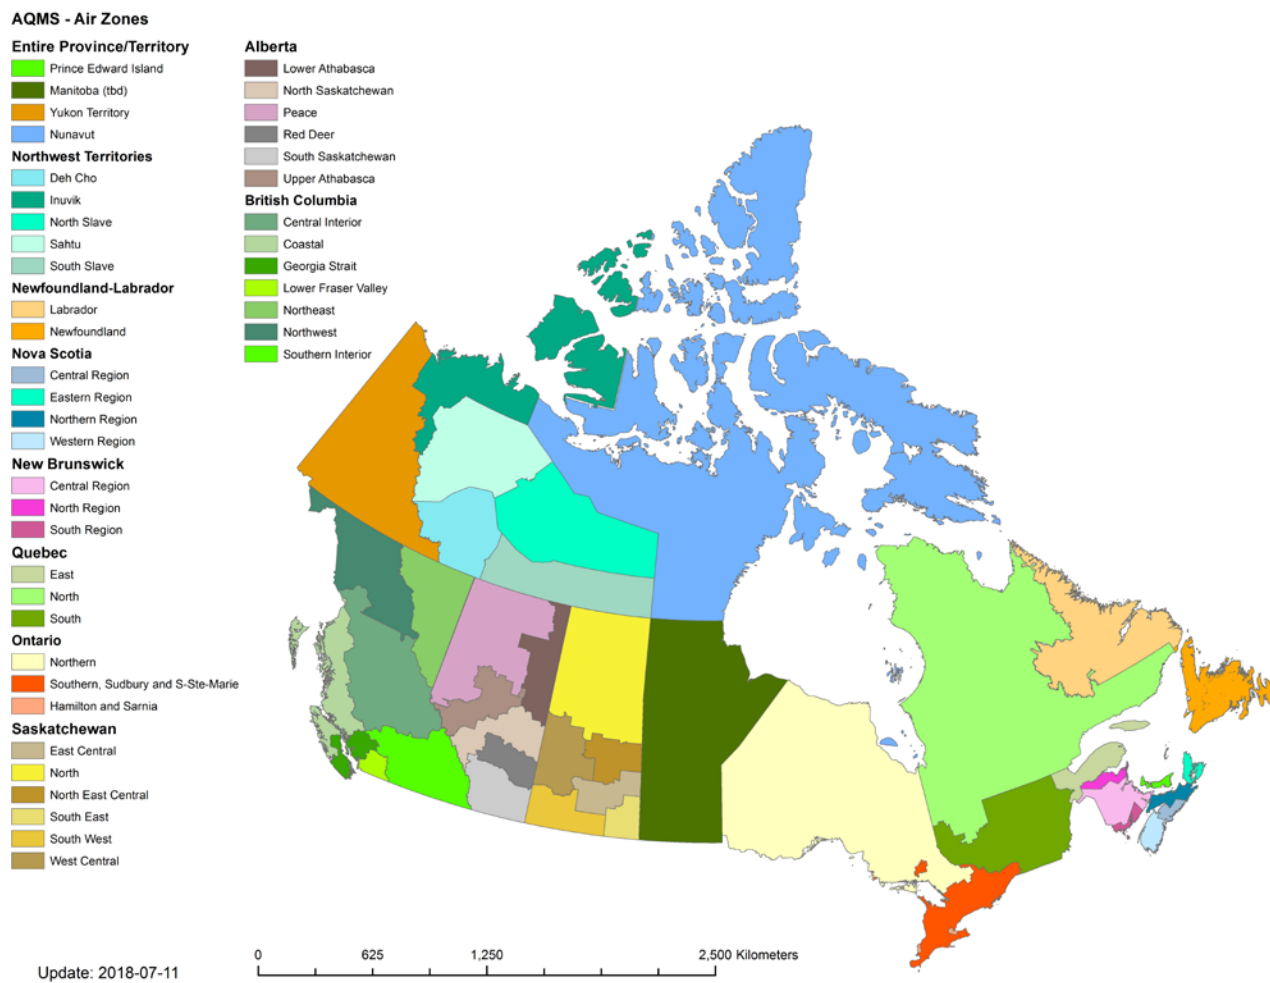 AQMS - Air Zones
Entire Province/Territory
Prince Edward Island
Manitoba (tbd)
Yukon Territory
Nunavut
Northwest Territories
Deh Cho
Inuvik
North Slave
Sahtu
South Slave
Newfoundland-Labrador
Labrador
Newfoundland
Nova Scotia
Central Region
Eastern Region
Northern Region
Western Region
New Brunswick
Central Region
North Region
South Region
Quebec
East
North
South
Ontario
Northern
Southern, Sudbury and S-Ste-Marie
Hamilton and Sarnia
Saskatchewan
East Central
North
North East Central
South East
South West
West Central
Alberta
Lower Athabasca
North Saskatchewan
Peace
Red Deer
South Saskatchewan
Upper Athabasca
British Columbia
Central Interior
Coastal
Georgia Strait
Lower Fraser Valley
Northeast
Northwest
Southern Interior
0 625 1,250 2,500 Kilometers
Update: 2018-07-11